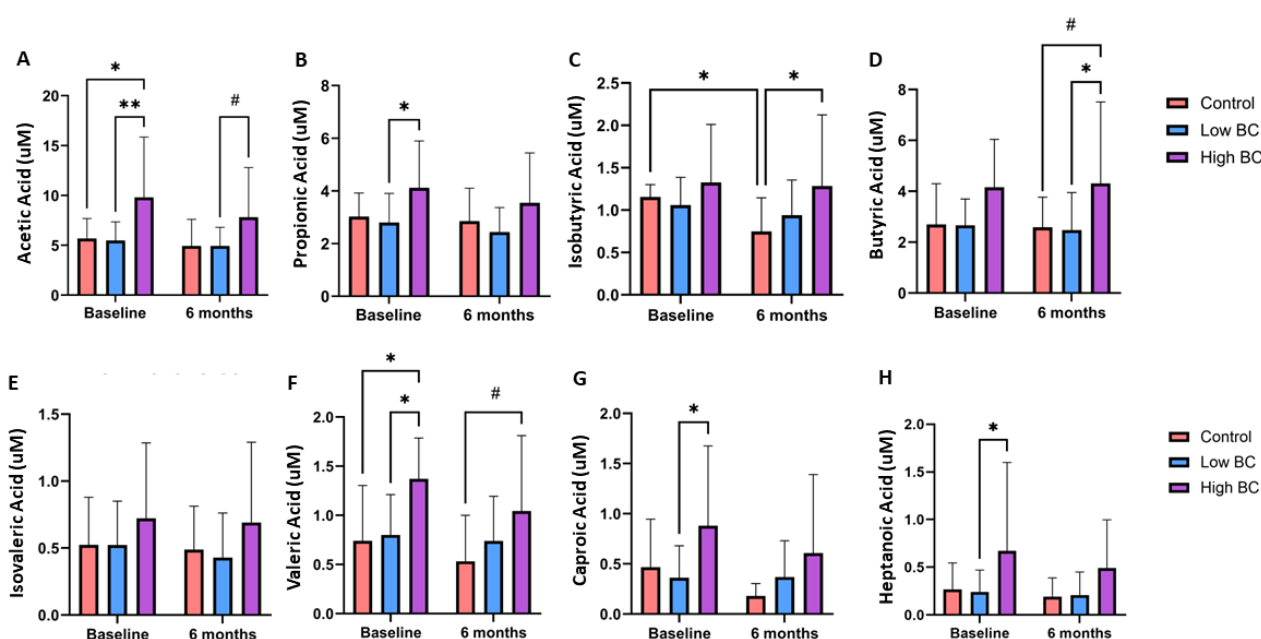 A
Acetic Acid (uM)
20
15
10
5
0
*
**
#
Baseline
6 months
B
Propionic Acid (uM)
8
6
4
2
0
*
Baseline
6 months
C
Isobutyric Acid (uM)
2.5
2.0
1.5
1.0
0.5
0.0
*
*
Baseline
6 months
D
Butyric Acid (uM)
8
6
4
2
0
#
*
Baseline
6 months
Control
Low BC
High BC
E
Isovaleric Acid (uM)
1.5
1.0
0.5
0.0
Baseline
6 months
F
Valeric Acid (uM)
2.0
1.5
1.0
0.5
0.0
*
*
#
Baseline
6 months
G
Caproic Acid (uM)
2.0
1.5
1.0
0.5
0.0
*
Baseline
6 months
H
Heptanoic Acid (uM)
2.0
1.5
1.0
0.5
0.0
*
Baseline
6 months
Control
Low BC
High BC